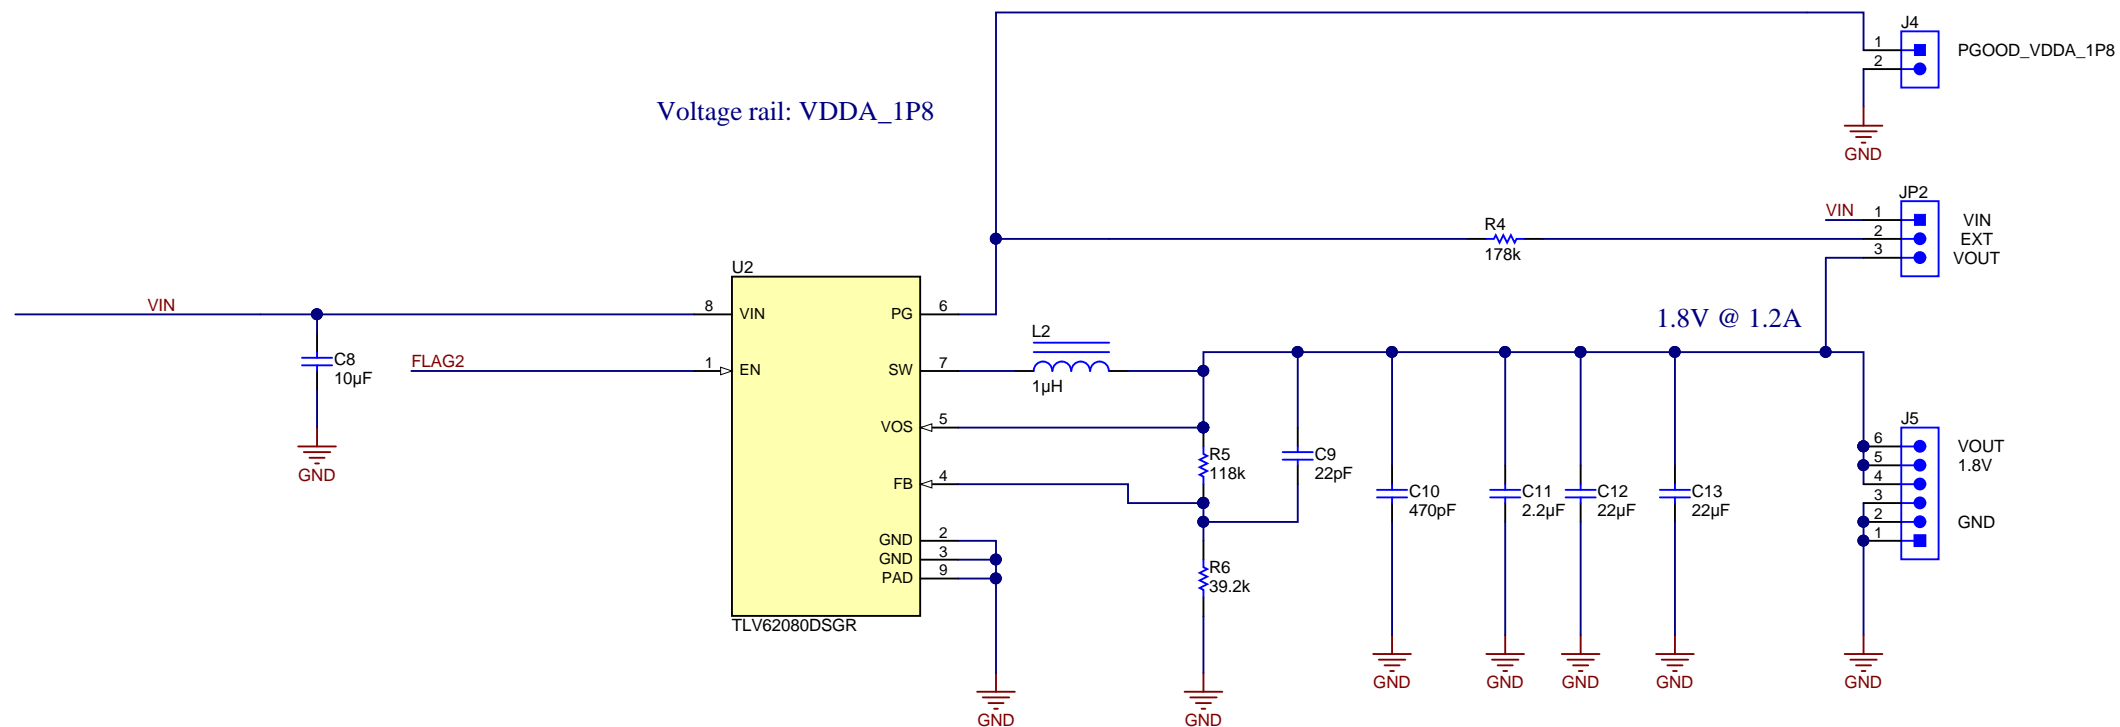 J4
1
2
PGOOD_VDDA_1P8
GND
Voltage rail: VDDA_1P8
JP2
VIN
1
2
3
VIN
EXT
VOUT
R4
178k
U2
VIN
8
VIN
PG
6
C8
10µF
GND
FLAG2
1
EN
SW
7
L2
1µH
1.8V @ 1.2A
VOS
5
FB
4
GND
2
GND
3
PAD
9
TLV62080DSGR
GND
R5
118k
C9
22pF
R6
39.2k
GND
C10
470pF
GND
C11
2.2µF
GND
C12
22µF
GND
C13
22µF
GND
J5
6
5
4
3
2
1
VOUT
1.8V
GND
GND